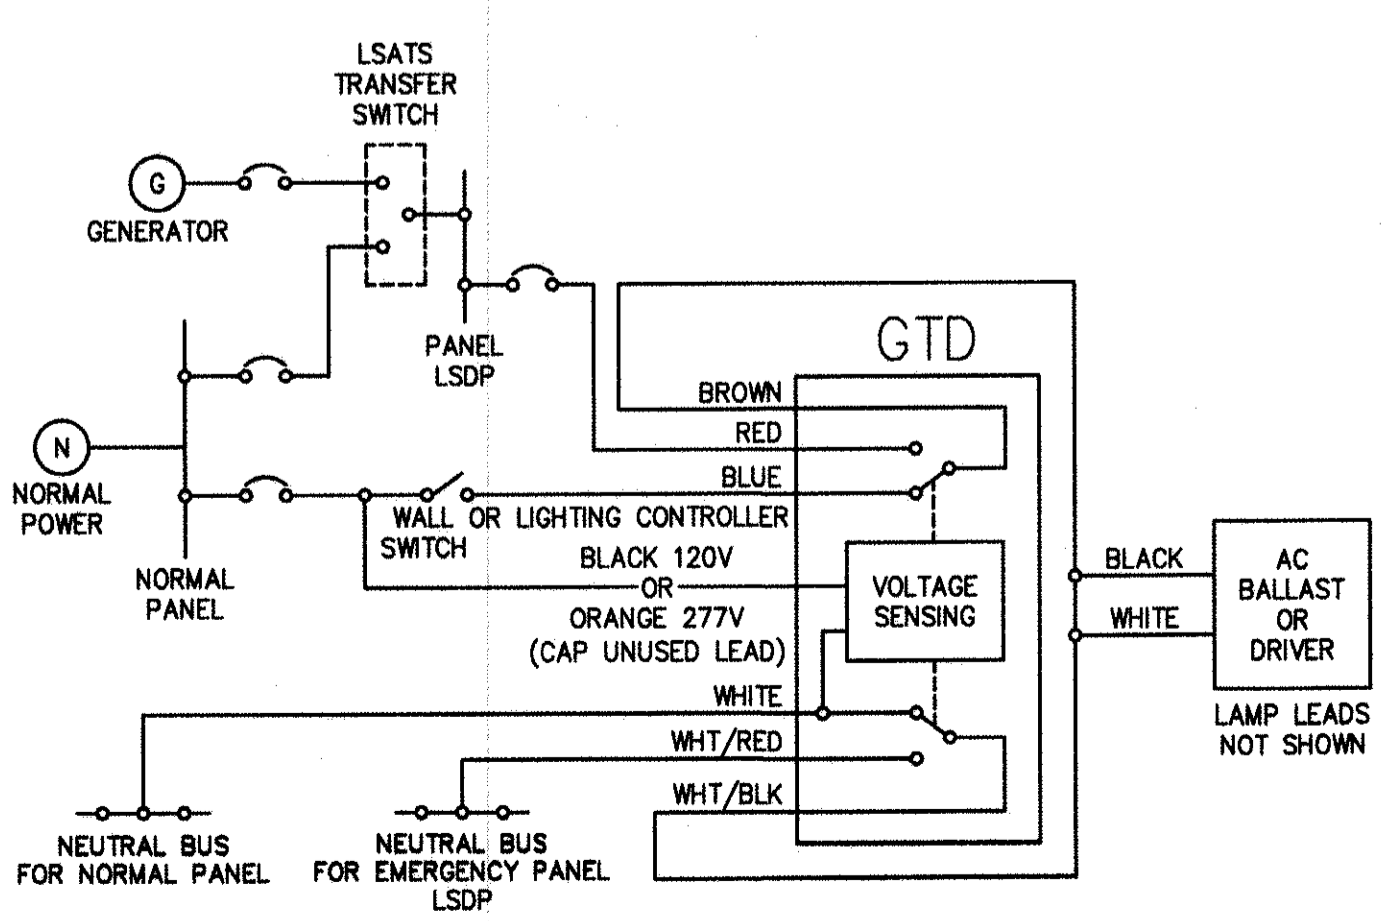 LSATS
TRANSFER
SWITCH
G
GENERATOR
PANEL
LSDP
GTD
BROWN
RED
N
NORMAL
POWER
BLUE
WALL OR LIGHTING CONTROLLER
SWITCH
NORMAL
PANEL
BLACK 120V
OR
ORANGE 277V
(CAP UNUSED LEAD)
VOLTAGE
SENSING
BLACK
WHITE
AC
BALLAST
OR
DRIVER
LAMP LEADS
NOT SHOWN
WHITE
WHT/RED
WHT/BLK
NEUTRAL BUS
FOR NORMAL PANEL
NEUTRAL BUS
FOR EMERGENCY PANEL
LSDP